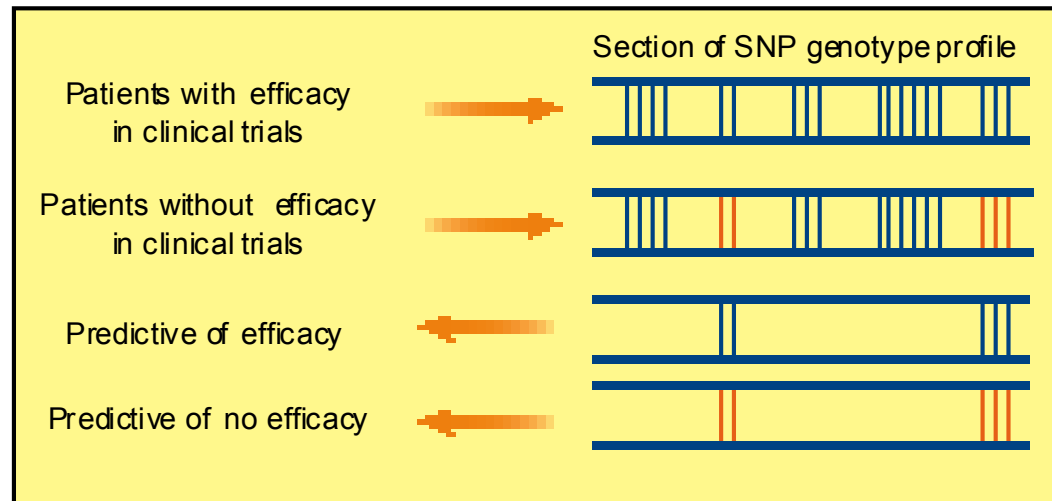 Section of SNP genotype profile
Patients with efficacy
in clinical trials
Patients without efficacy
in clinical trials
Predictive of efficacy
Predictive of no efficacy